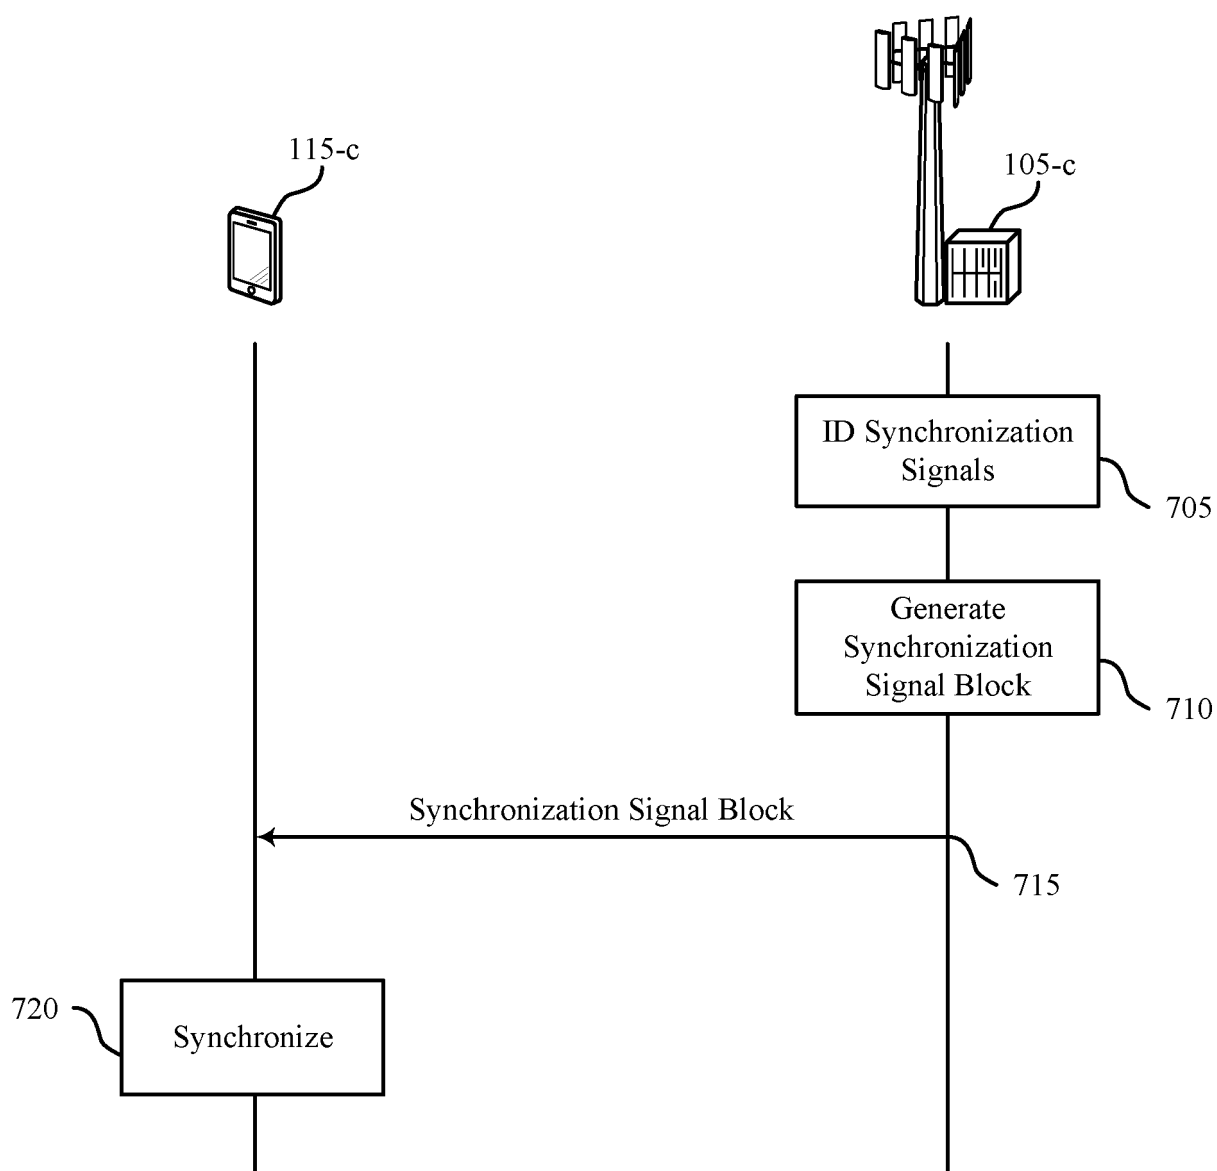 115-c
105-c
ID Synchronization
Signals
705
Generate
Synchronization
Signal Block
710
Synchronization Signal Block
715
720
Synchronize